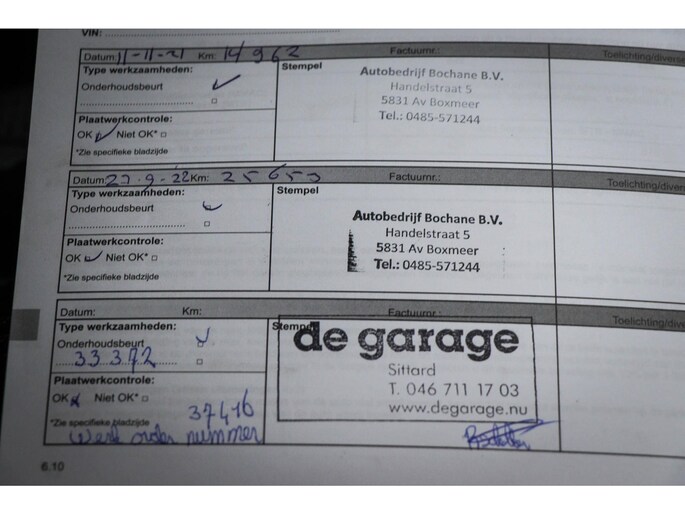 VIN:
Datum: 11-11-21 Km: 14962 Factuurnr.: Toelichting/diverse
Type werkzaamheden: Stempel
Onderhoudsbeurt
Autobedrijf Bochane B.V.
Handelstraat 5
5831 Av Boxmeer
Tel.: 0485-571244
Plaatwerkcontrole:
OK Niet OK*
*Zie specifieke bladzijde
Datum: 27-9-22 Km: 25653 Factuurnr.: Toelichting/diver
Type werkzaamheden: Stempel
Onderhoudsbeurt
Autobedrijf Bochane B.V.
Handelstraat 5
5831 Av Boxmeer
Tel.: 0485-571244
Plaatwerkcontrole:
OK Niet OK*
*Zie specifieke bladzijde
Datum: Km: Factuurnr.: Toelichting/divers
Type werkzaamheden: Stempel
Onderhoudsbeurt
33372
de garage
Sittard
T. 046 711 17 03
www.degarage.nu
Plaatwerkcontrole:
OK Niet OK*
37416
*Zie specifieke bladzijde
Werk order nummer
6.10